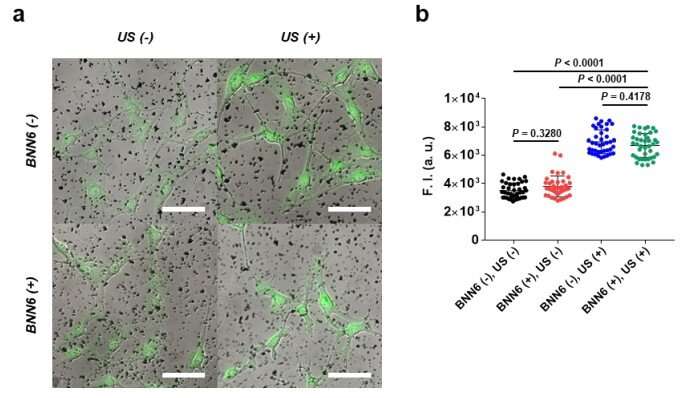 a
US (-)
US (+)
BNN6 (-)
BNN6 (+)
b
P < 0.0001
P < 0.0001
P = 0.4178
P = 0.3280
F. I. (a. u.)
1×10⁴
8×10³
6×10³
4×10³
2×10³
0
BNN6 (-), US (-)
BNN6 (+), US (-)
BNN6 (-), US (+)
BNN6 (+), US (+)